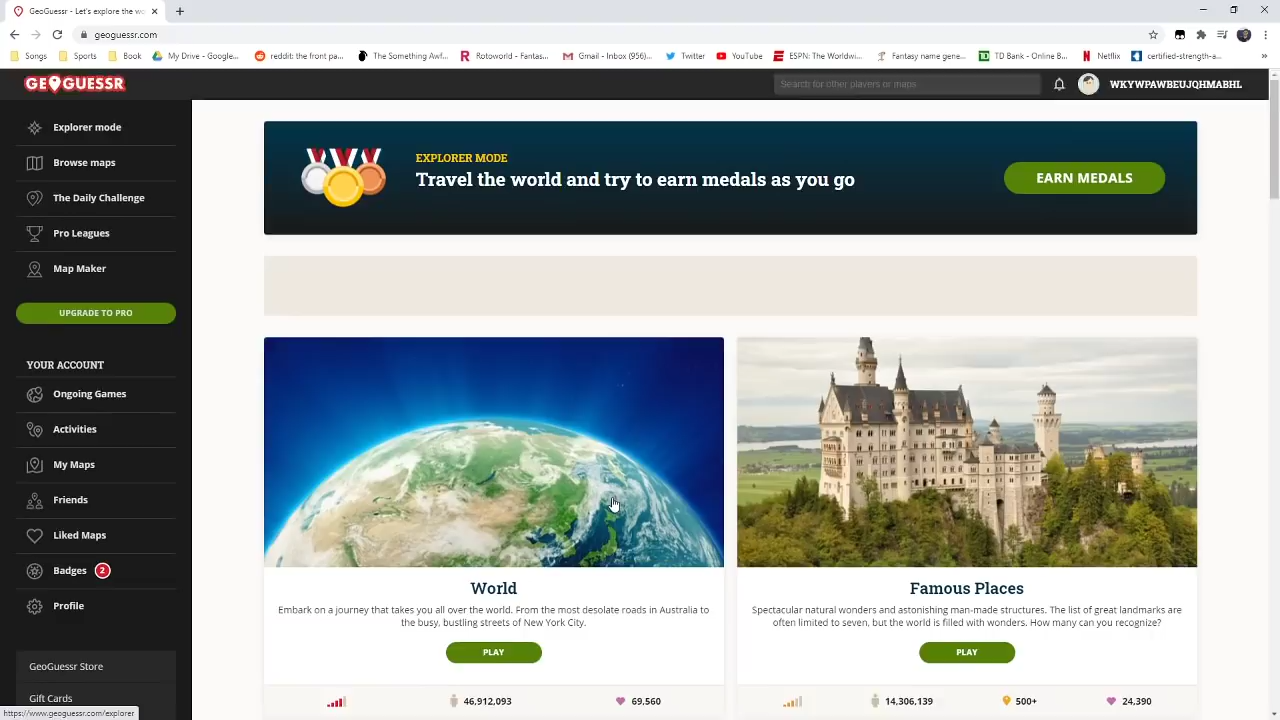 GeoGuessr - Let's explore the wo
geoguessr.com
Songs
Sports
Book
My Drive - Google...
reddit: the front pa...
The Something Awf...
Rotoworld - Fantas...
Gmail - Inbox (956)...
Twitter
YouTube
ESPN: The Worldwi...
Fantasy name gene...
TD Bank - Online B...
Netflix
certified-strength-a...
»
GEOGUESSR
Search for other players or maps
WKYWPAWBEUJQHMABHL
Explorer mode
Browse maps
The Daily Challenge
Pro Leagues
Map Maker
UPGRADE TO PRO
YOUR ACCOUNT
Ongoing Games
Activities
My Maps
Friends
Liked Maps
Badges 2
Profile
GeoGuessr Store
Gift Cards
https://www.geoguessr.com/explorer
EXPLORER MODE
Travel the world and try to earn medals as you go
EARN MEDALS
World
Embark on a journey that takes you all over the world. From the most desolate roads in Australia to
the busy, bustling streets of New York City.
PLAY
46,912,093
69,560
Famous Places
Spectacular natural wonders and astonishing man-made structures. The list of great landmarks are
often limited to seven, but the world is filled with wonders. How many can you recognize?
PLAY
14,306,139
500+
24,390